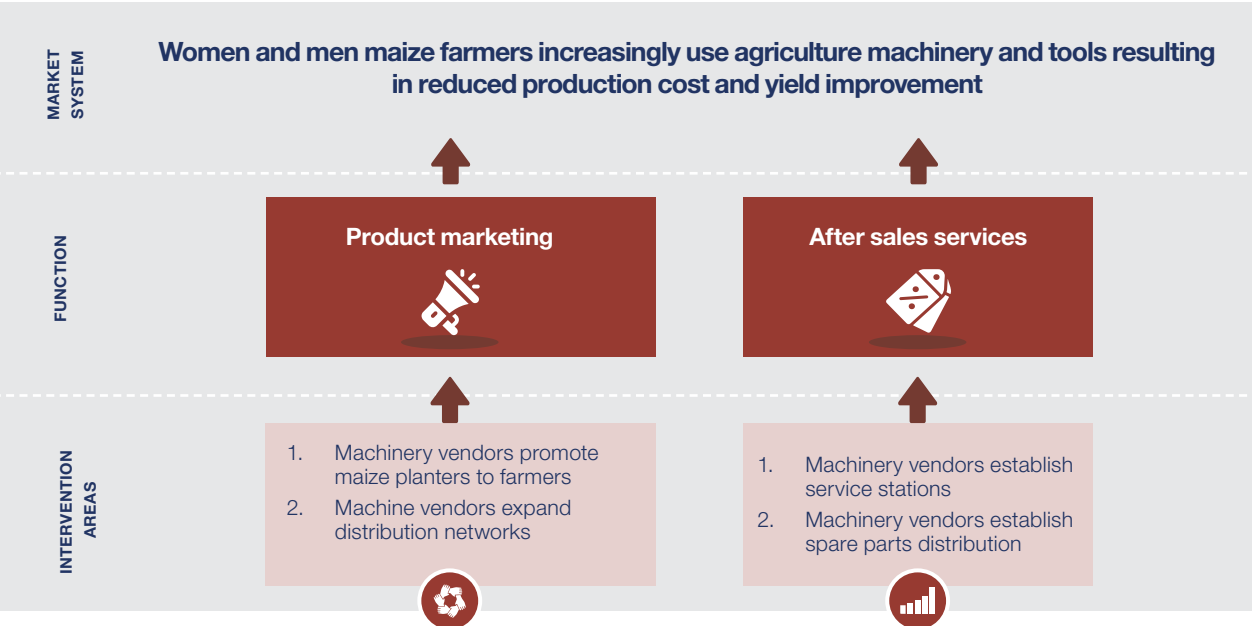 MARKET
SYSTEM
Women and men maize farmers increasingly use agriculture machinery and tools resulting
in reduced production cost and yield improvement
FUNCTION
Product marketing
After sales services
INTERVENTION
AREAS
1. Machinery vendors promote
maize planters to farmers
2. Machine vendors expand
distribution networks
1. Machinery vendors establish
service stations
2. Machinery vendors establish
spare parts distribution